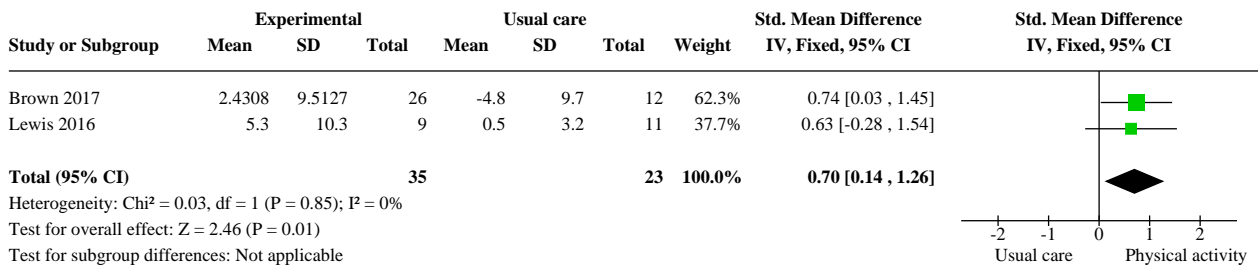 Experimental Usual care Std. Mean Difference Std. Mean Difference
Study or Subgroup Mean SD Total Mean SD Total Weight IV, Fixed, 95% CI IV, Fixed, 95% CI
Brown 2017 2.4308 9.5127 26 -4.8 9.7 12 62.3% 0.74 [0.03 , 1.45]
Lewis 2016 5.3 10.3 9 0.5 3.2 11 37.7% 0.63 [-0.28 , 1.54]
Total (95% CI) 35 23 100.0% 0.70 [0.14 , 1.26]
Heterogeneity: Chi² = 0.03, df = 1 (P = 0.85); I² = 0%
Test for overall effect: Z = 2.46 (P = 0.01)
-2 -1 0 1 2
Test for subgroup differences: Not applicable Usual care Physical activity